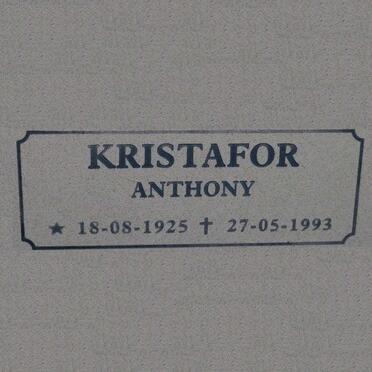 KRISTAFOR
ANTHONY
★ 18-08-1925 ✝ 27-05-1993